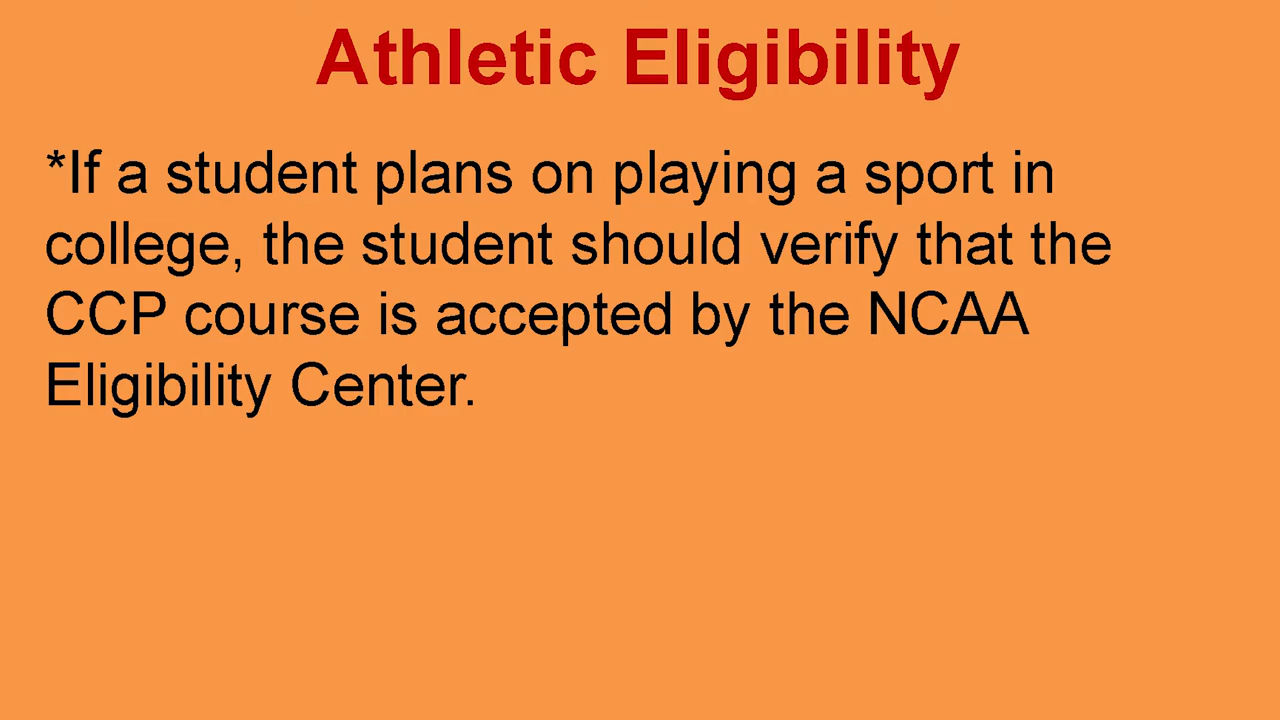 Athletic Eligibility
*If a student plans on playing a sport in
college, the student should verify that the
CCP course is accepted by the NCAA
Eligibility Center.